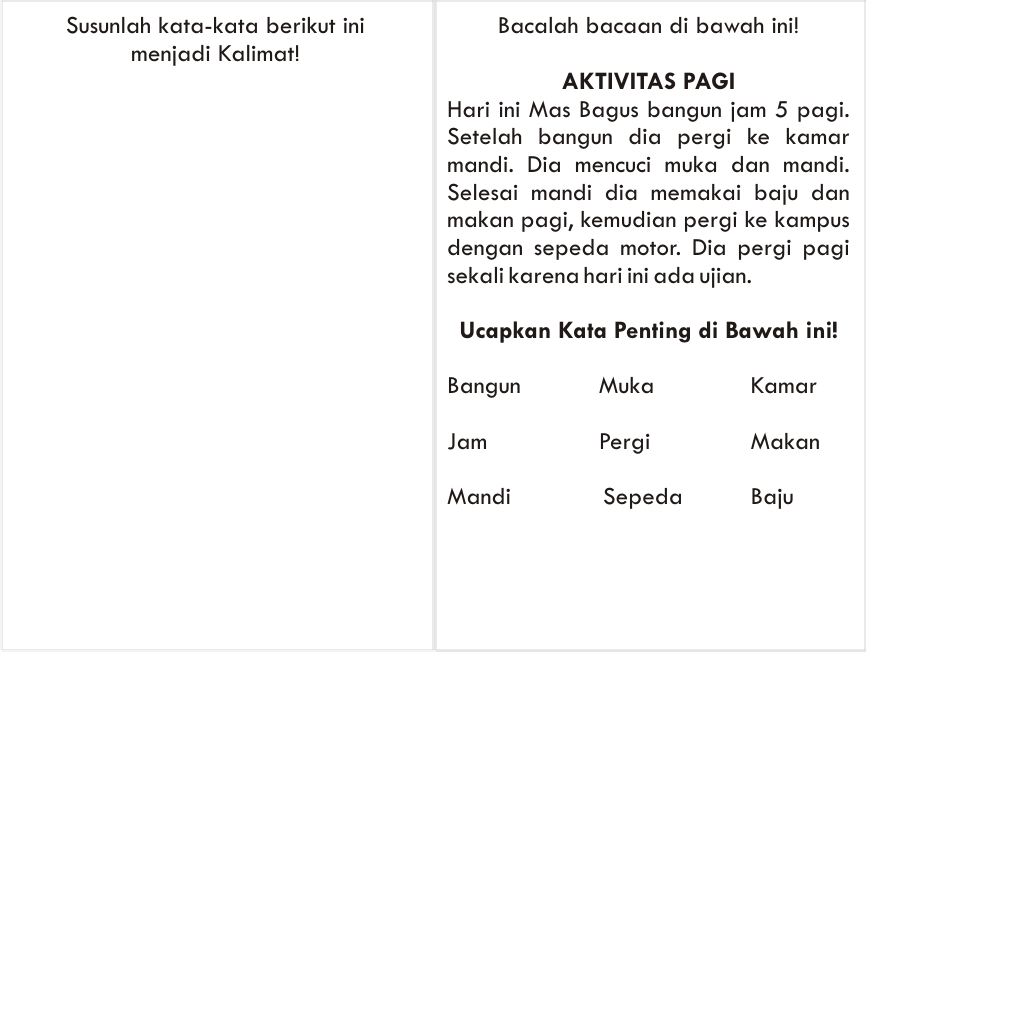 Susunlah kata-kata berikut ini
menjadi Kalimat!
Bacalah bacaan di bawah ini!
AKTIVITAS PAGI
Hari ini Mas Bagus bangun jam 5 pagi.
Setelah bangun dia pergi ke kamar
mandi. Dia mencuci muka dan mandi.
Selesai mandi dia memakai baju dan
makan pagi, kemudian pergi ke kampus
dengan sepeda motor. Dia pergi pagi
sekali karena hari ini ada ujian.
Ucapkan Kata Penting di Bawah ini!
Bangun Muka Kamar
Jam Pergi Makan
Mandi Sepeda Baju